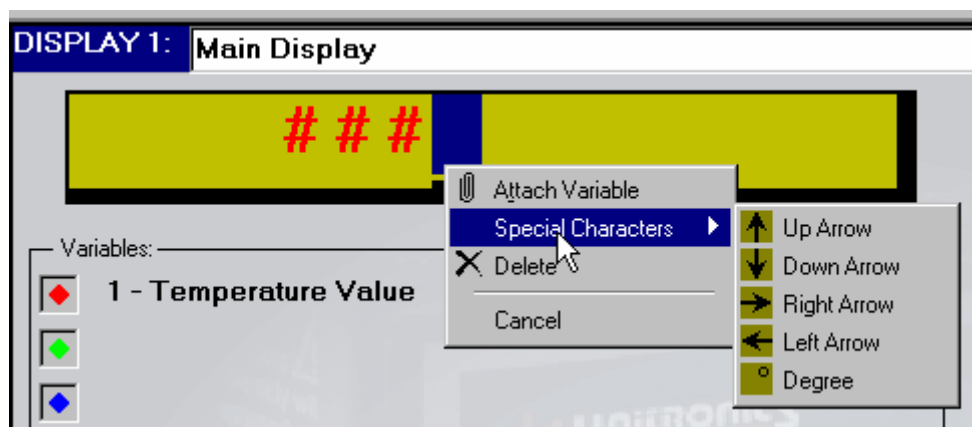 DISPLAY 1: Main Display
# # #
Attach Variable
Special Characters
Delete
Cancel
Up Arrow
Down Arrow
Right Arrow
Left Arrow
Degree
Variables:
1 - Temperature Value
unitronics